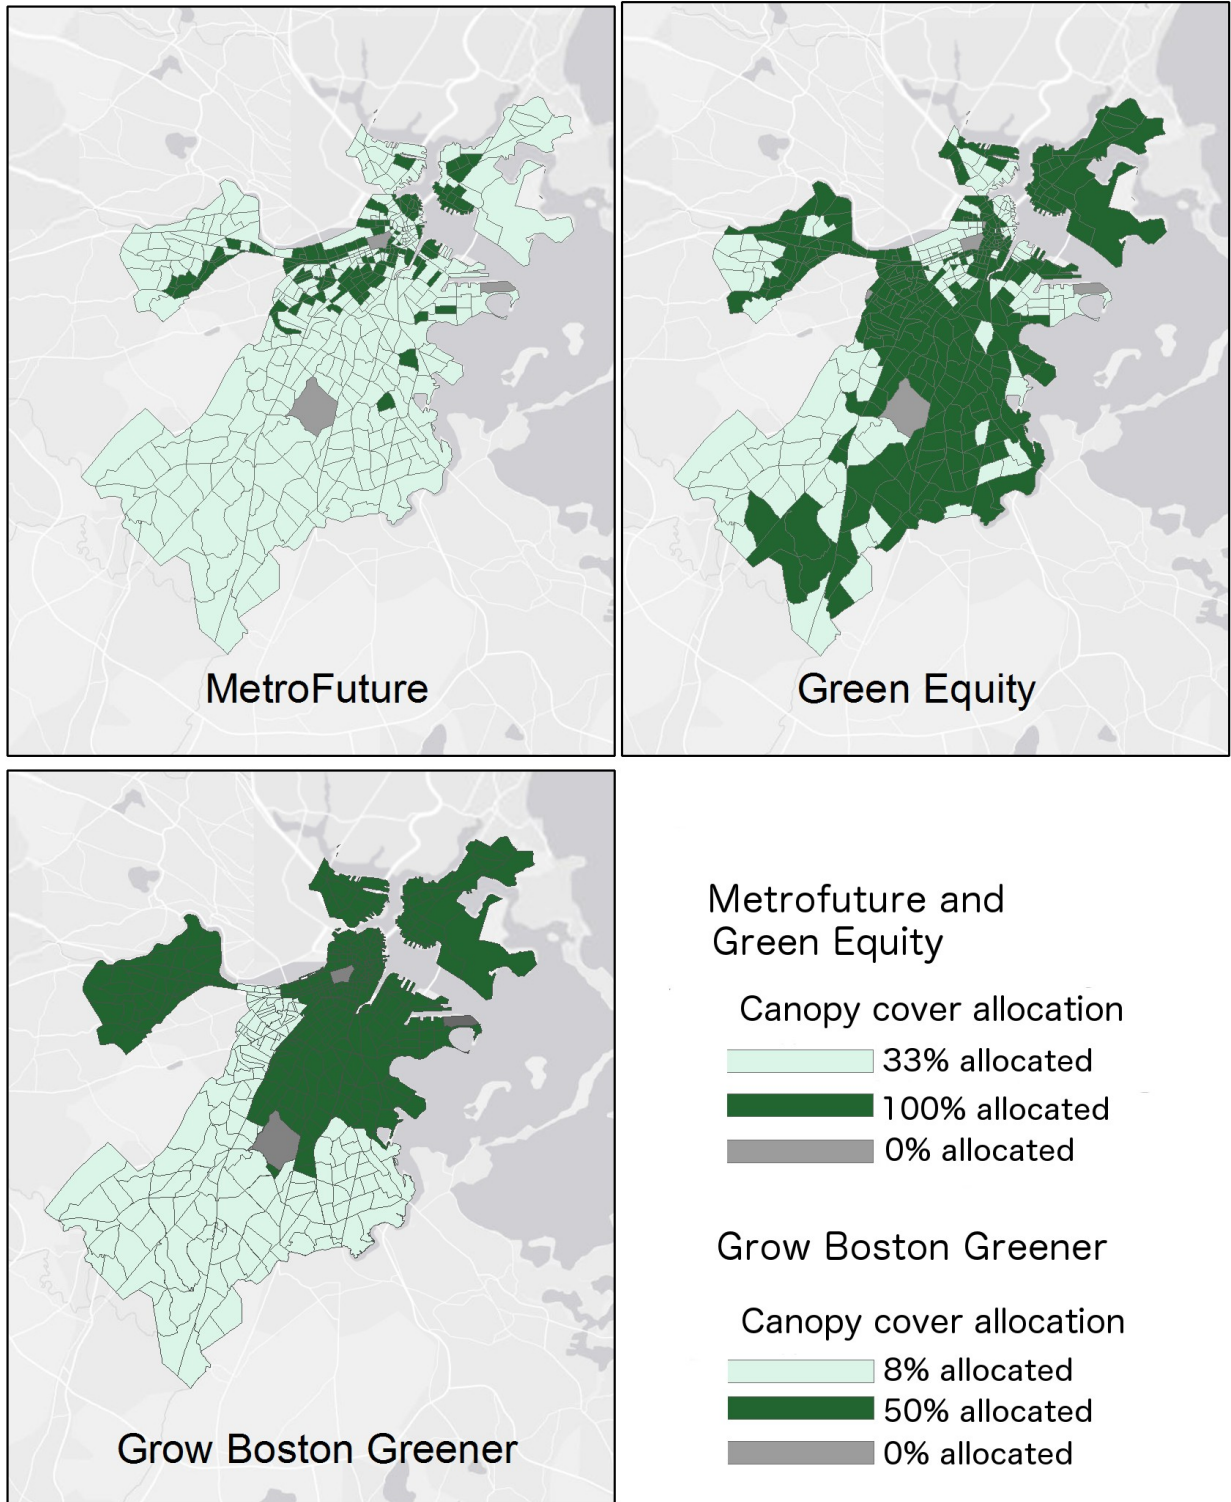 MetroFuture
Green Equity
Grow Boston Greener
Metrofuture and
Green Equity
Canopy cover allocation
33% allocated
100% allocated
0% allocated
Grow Boston Greener
Canopy cover allocation
8% allocated
50% allocated
0% allocated